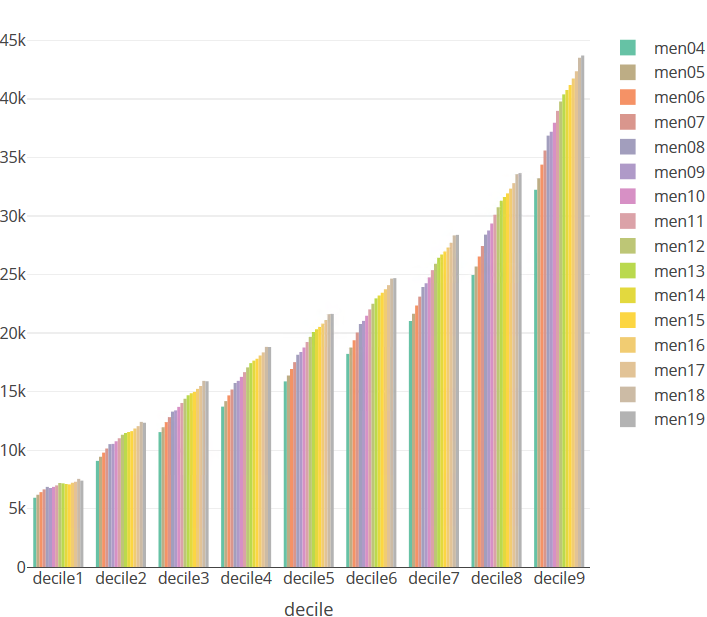 45k
40k
35k
30k
25k
20k
15k
10k
5k
0
decile1 decile2 decile3 decile4 decile5 decile6 decile7 decile8 decile9
decile
men04
men05
men06
men07
men08
men09
men10
men11
men12
men13
men14
men15
men16
men17
men18
men19